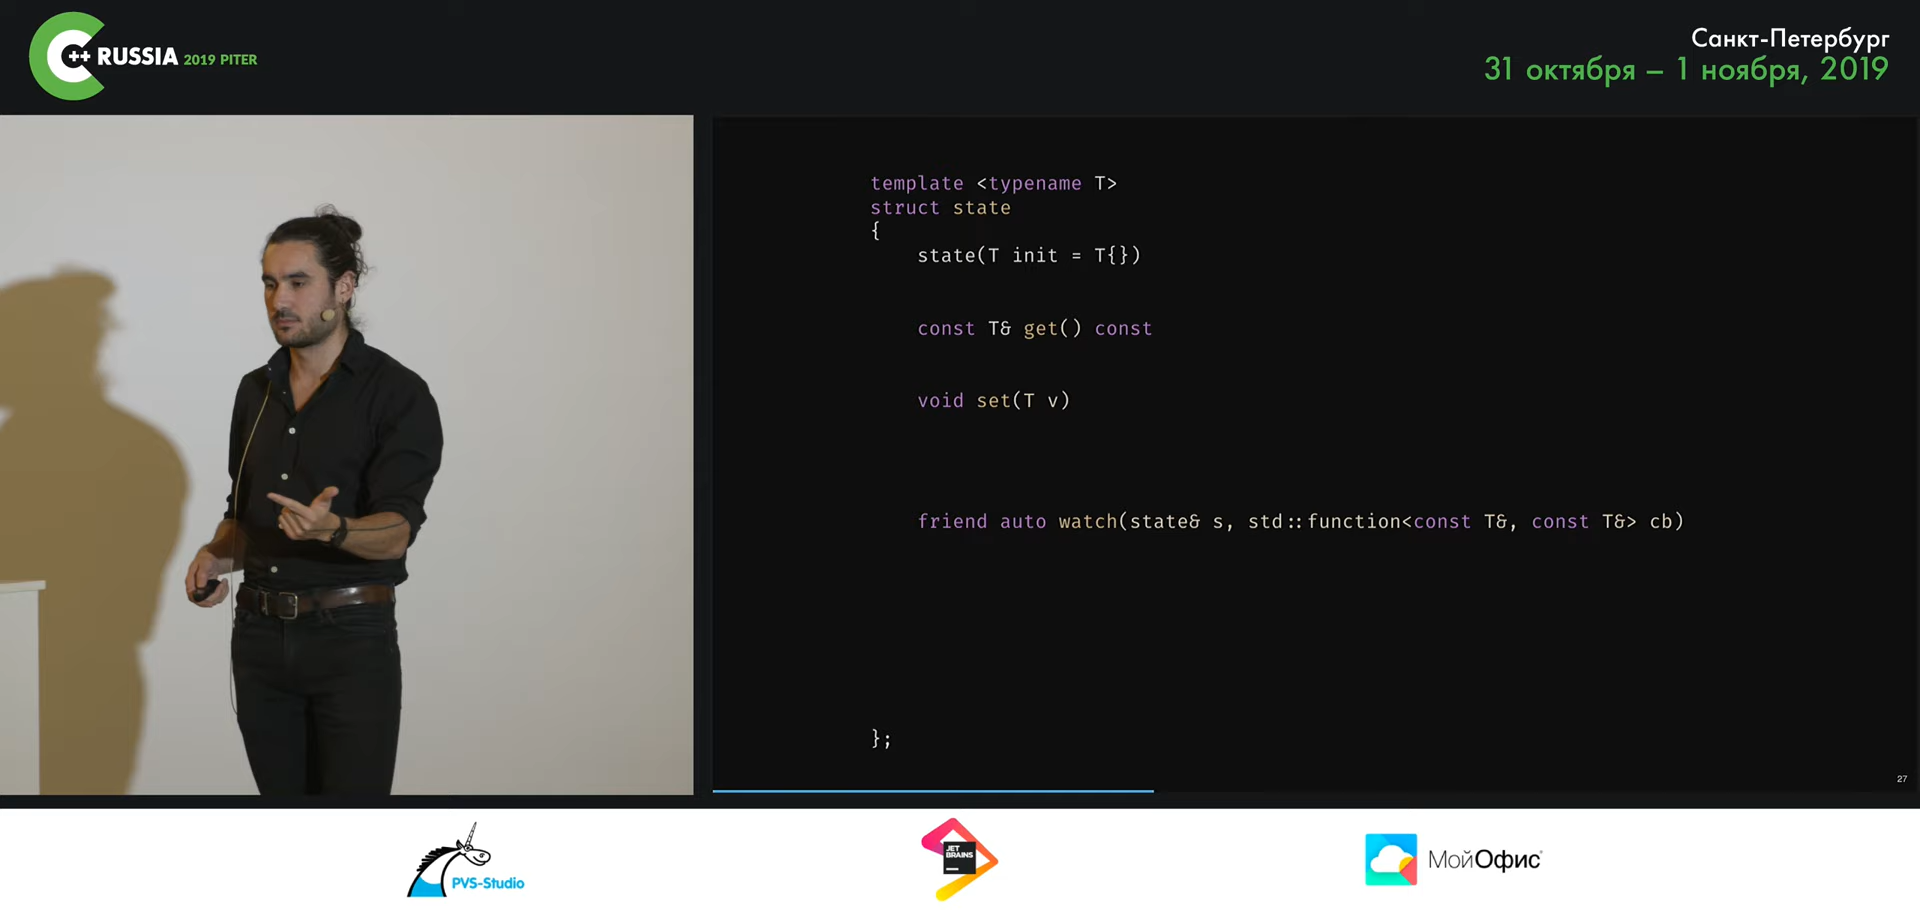 C++ RUSSIA 2019 PITER
Санкт-Петербург
31 октября – 1 ноября, 2019
template <typename T>
struct state
{
    state(T init = T{})
    const T& get() const
    void set(T v)
    friend auto watch(state& s, std::function<const T&, const T&> cb)
};
27
PVS-Studio
JET
BRAINS
МойОфис